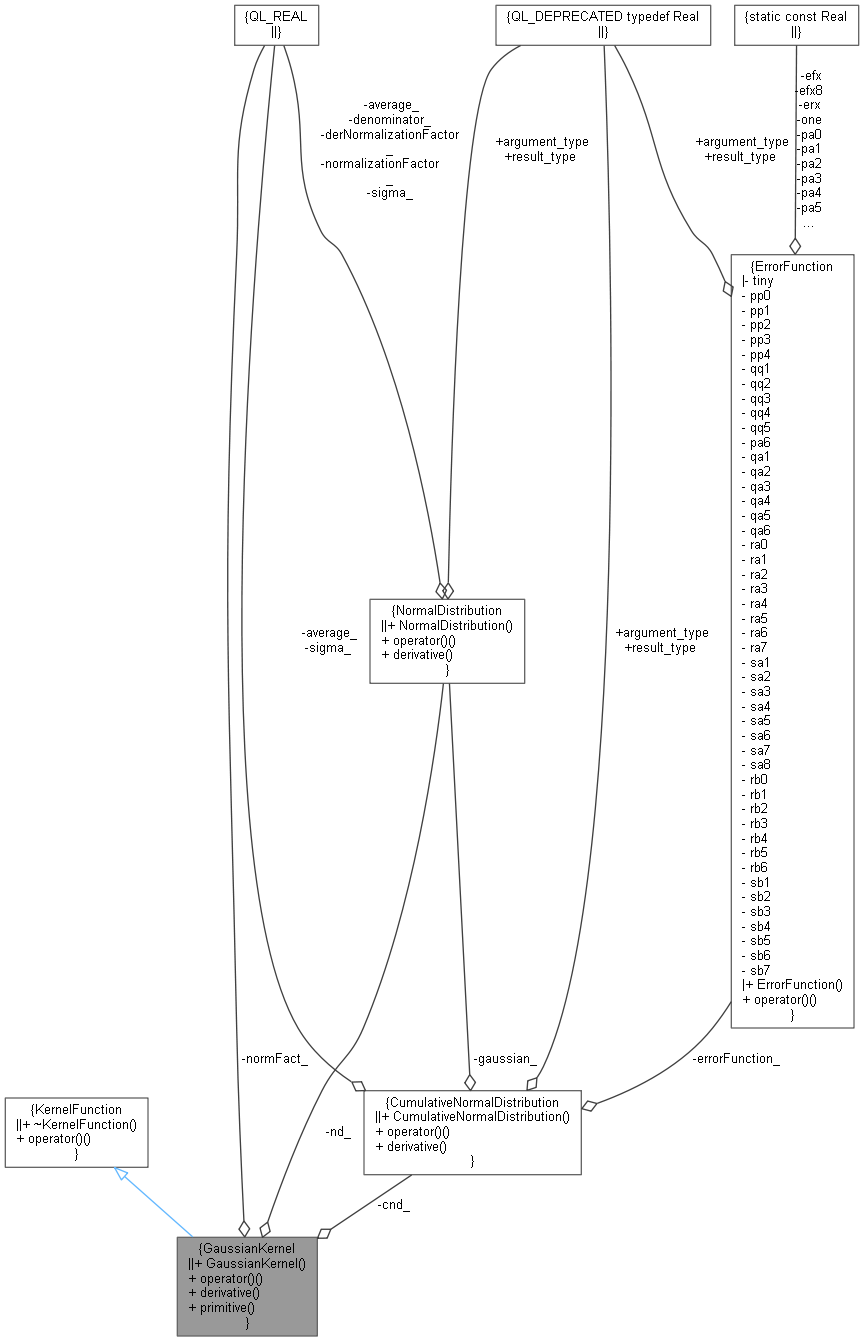 {QL_REAL
||}
{QL_DEPRECATED typedef Real
||}
{static const Real
||}
-average_
-denominator_
-derNormalizationFactor
_
-normalizationFactor
_
-sigma_
+argument_type
+result_type
+argument_type
+result_type
-efx
-efx8
-erx
-one
-pa0
-pa1
-pa2
-pa3
-pa4
-pa5
...
{ErrorFunction
|- tiny
- pp0
- pp1
- pp2
- pp3
- pp4
- qq1
- qq2
- qq3
- qq4
- qq5
- pa6
- qa1
- qa2
- qa3
- qa4
- qa5
- qa6
- ra0
- ra1
- ra2
- ra3
- ra4
- ra5
- ra6
- ra7
- sa1
- sa2
- sa3
- sa4
- sa5
- sa6
- sa7
- sa8
- rb0
- rb1
- rb2
- rb3
- rb4
- rb5
- rb6
- sb1
- sb2
- sb3
- sb4
- sb5
- sb6
- sb7
|+ ErrorFunction()
+ operator()()
}
{NormalDistribution
||+ NormalDistribution()
+ operator()()
+ derivative()
}
-average_
-sigma_
+argument_type
+result_type
-normFact_
-gaussian_
-errorFunction_
{KernelFunction
||+ ~KernelFunction()
+ operator()()
}
-nd_
{CumulativeNormalDistribution
||+ CumulativeNormalDistribution()
+ operator()()
+ derivative()
}
-cnd_
{GaussianKernel
||+ GaussianKernel()
+ operator()()
+ derivative()
+ primitive()
}